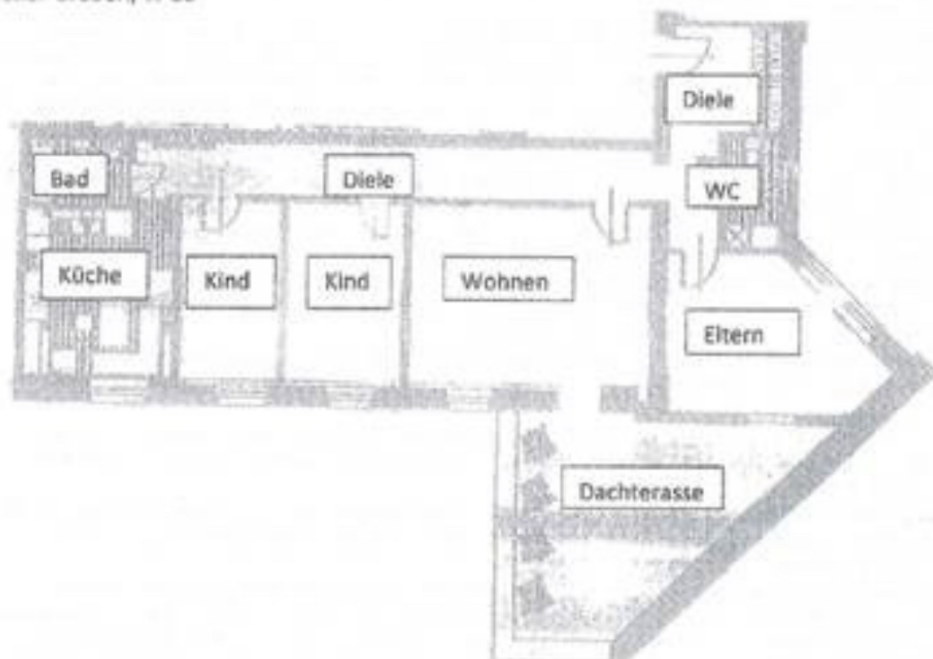 Diele
Bad
Diele
WC
Küche
Kind
Kind
Wohnen
Eltern
Dachterasse